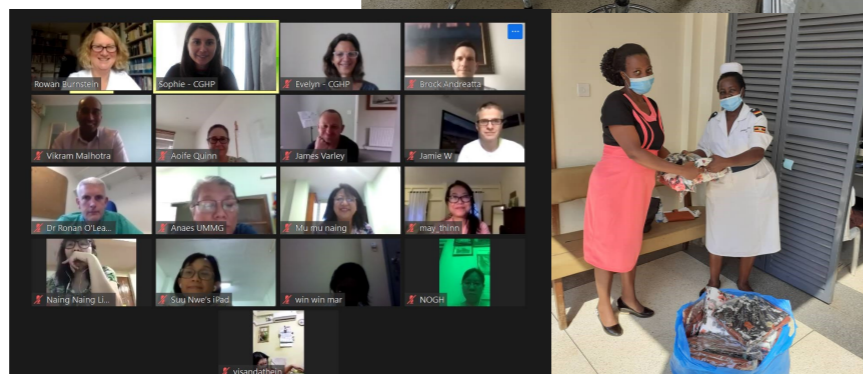 Rowan Burnstein
Sophie - CGHP
Evelyn - CGHP
Brock Andreatta
Vikram Malhotra
Aoife Quinn
James Varley
Jamie W
Dr Ronan O'Lea...
Anaes UMMG
Mu mu naing
may_thinn
Naing Naing Li...
Suu Nwe's iPad
win win mar
NOGH
visandathein